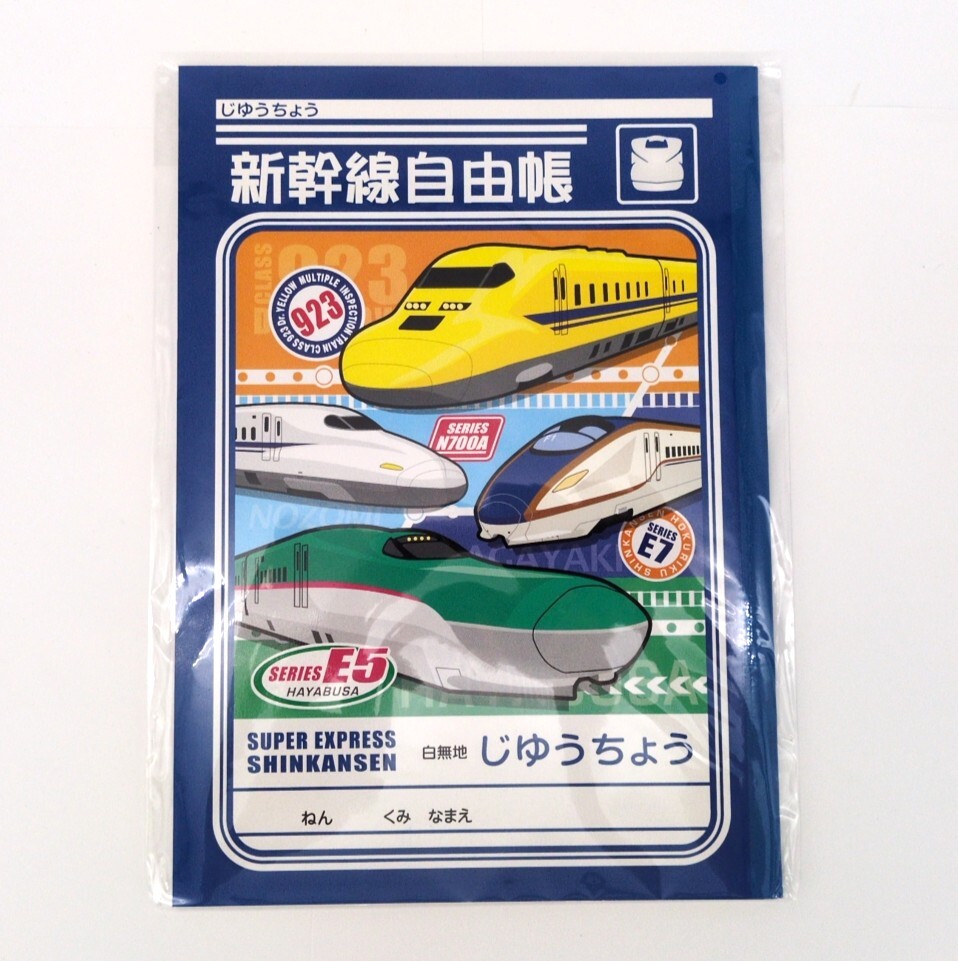 じゆうちょう
新幹線自由帳
CLASS
923
CLASS 923 Dr. YELLOW MULTIPLE INSPECTION TRAIN
923
SERIES
N700A
NOZOMI
SHINKANSEN HOKURIKU
SERIES
E7
SERIES E5
HAYABUSA
HAYABUSA
SUPER EXPRESS
SHINKANSEN
白無地 じゆうちょう
ねん くみ なまえ